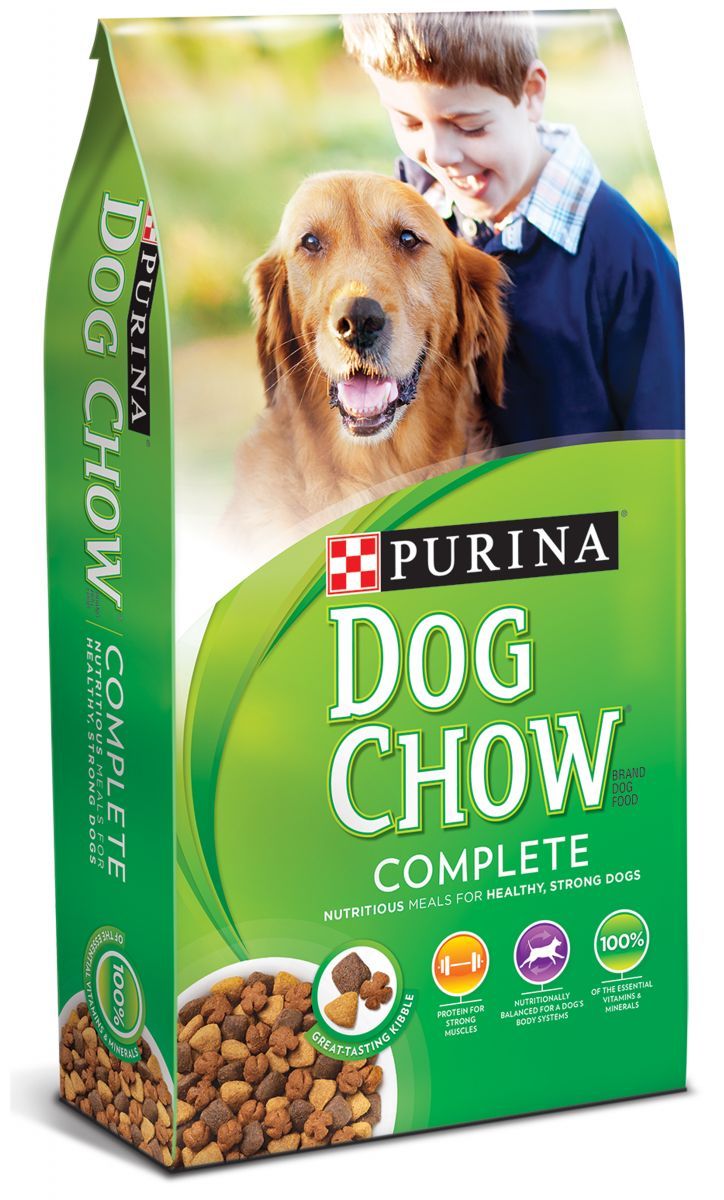 PURINA®
DOG
CHOW®
BRAND
DOG
FOOD
COMPLETE
NUTRITIOUS MEALS FOR HEALTHY, STRONG DOGS
GREAT-TASTING KIBBLE
PROTEIN FOR
STRONG
MUSCLES
NUTRITIONALLY
BALANCED FOR A DOG'S
BODY SYSTEMS
100%
OF THE ESSENTIAL
VITAMINS &
MINERALS
PURINA®
DOG CHOW
COMPLETE
NUTRITIOUS MEALS FOR
HEALTHY, STRONG DOGS
100%
OF THE ESSENTIAL VITAMINS & MINERALS